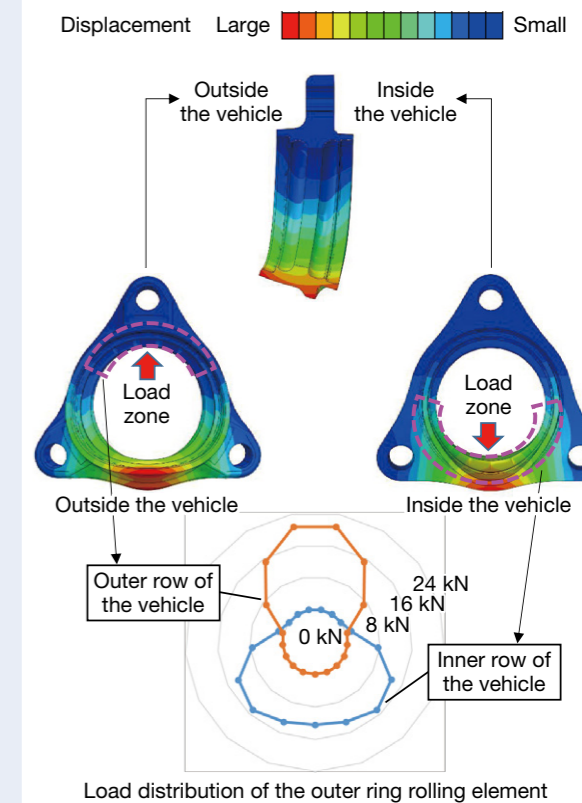 Displacement Large Small
Outside
the vehicle
Inside
the vehicle
Load
zone
Load
zone
Outside the vehicle
Inside the vehicle
Outer row of
the vehicle
24 kN
16 kN
8 kN
0 kN
Inner row of
the vehicle
Load distribution of the outer ring rolling element